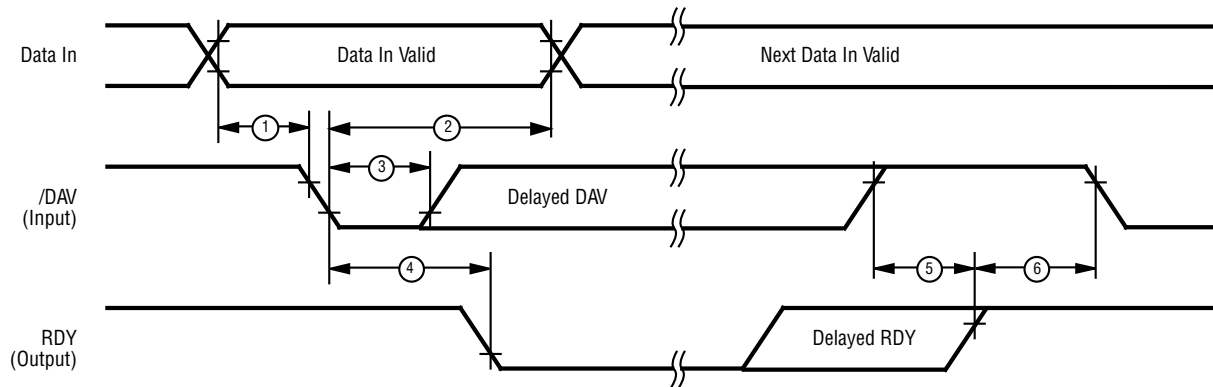 Data In
Data In Valid
Next Data In Valid
1
2
3
/DAV
(Input)
Delayed DAV
4
5
6
RDY
(Output)
Delayed RDY